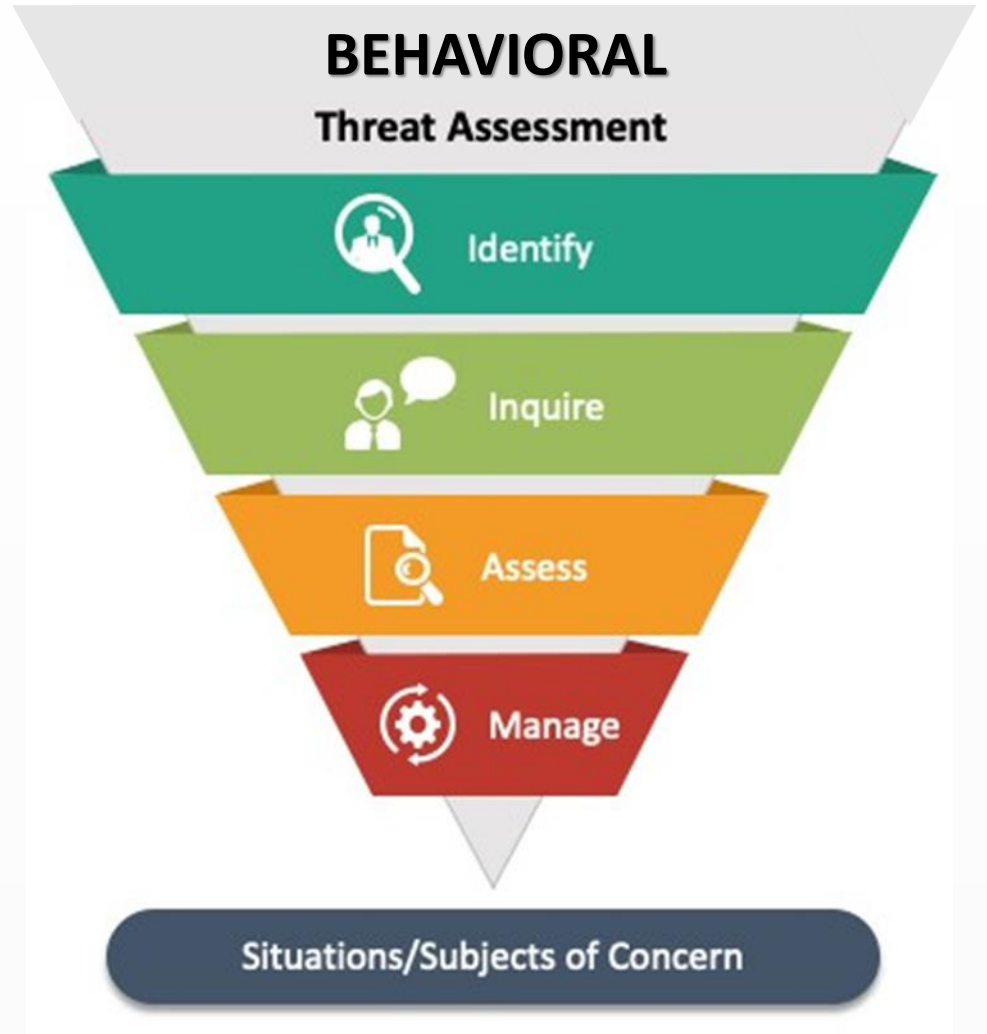 BEHAVIORAL
Threat Assessment
Identify
Inquire
Assess
Manage
Situations/Subjects of Concern